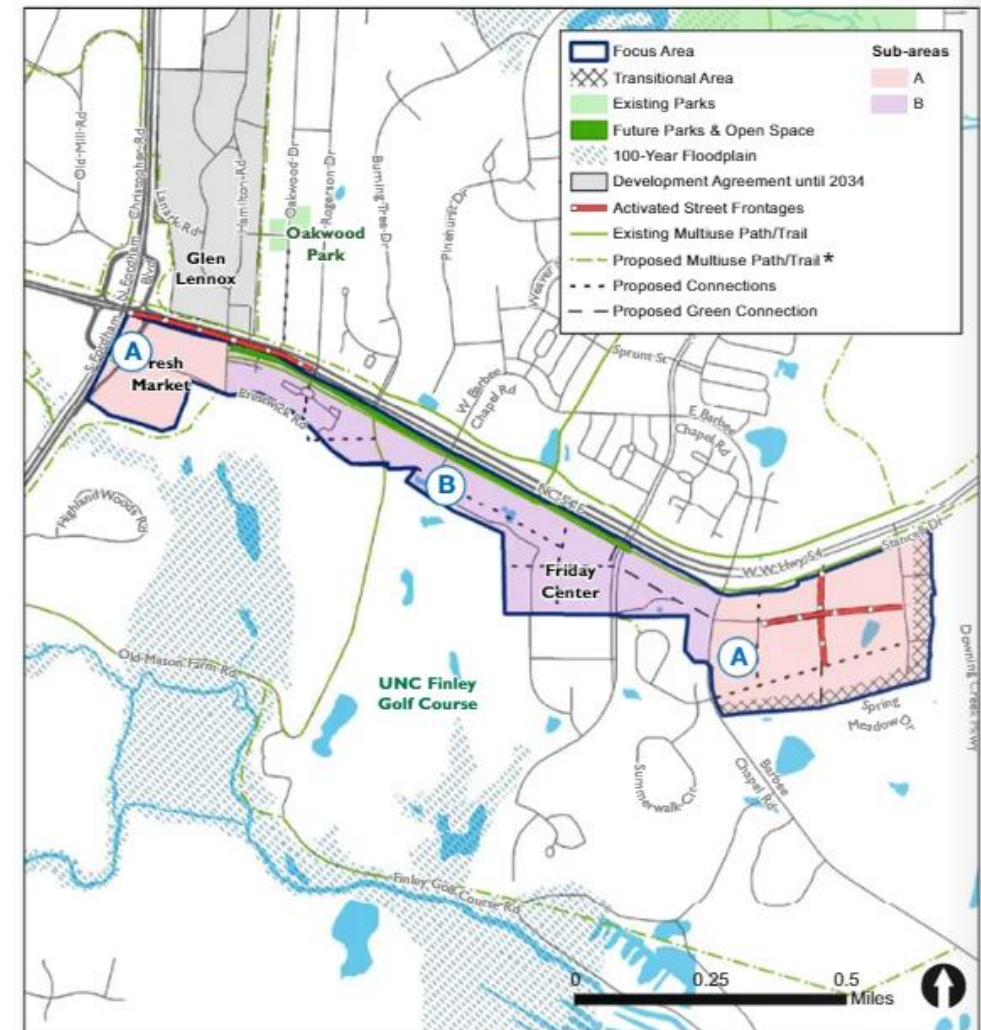 Focus Area
Transitional Area
Existing Parks
Future Parks & Open Space
100-Year Floodplain
Development Agreement until 2034
Activated Street Frontages
Existing Multiuse Path/Trail
Proposed Multiuse Path/Trail *
Proposed Connections
Proposed Green Connection
Sub-areas
A
B
Old-Mill-Rd
Christopher-Rd
N Fordham
Blvd
S Fordham
Lanark-Rd
Hamilton-Rd
Oakwood-Dr
Rogerson-Dr
Burning-Tree-Dr
Pinehurst-Dr
Weaver
Oakwood
Park
Glen
Lennox
A
resh
Market
Prestwick Rd
W Barbee
Chapel Rd
Sprunt St
E Barbee
Chapel Rd
B
NC 54 E
Highland Woods Rd
Friday
Center
W NC Hwy 54
Stancell Dr
A
Old Mason Farm Rd
UNC Finley
Golf Course
Spring
Meadow Dr
Downing Creek Pkwy
Summerwalk Cir
Barbee
Chapel Rd
Finley Golf Course Rd
0
0.25
0.5
Miles